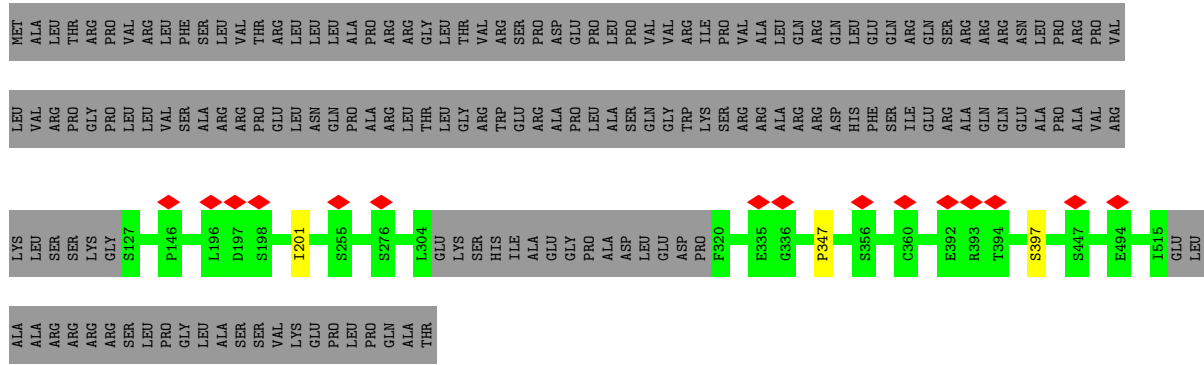 MET ALA LEU THR ARG PRO VAL ARG LEU PHE SER LEU VAL THR ARG LEU LEU LEU ALA PRO ARG ARG GLY LEU THR VAL ARG SER PRO ASP GLU PRO LEU PRO VAL VAL ARG ILE PRO VAL ALA LEU GLN ARG GLN LEU GLU GLN ARG GLN SER ARG ARG ARG ASN LEU PRO ARG PRO VAL
LEU VAL ARG PRO GLY PRO LEU LEU VAL SER ALA ARG ARG PRO GLU LEU ASN GLN PRO ALA ARG LEU THR LEU GLY ARG TRP GLU ARG ALA PRO LEU ALA SER GLN GLY TRP LYS SER ARG ARG ALA ARG ARG ASP HIS PHE SER ILE GLU ARG ALA GLN GLN GLU ALA PRO ALA VAL ARG
LYS LEU SER SER LYS GLY S127 P146 L196 D197 S198 I201 S255 S276 L304 GLU LYS SER HIS ILE ALA GLU GLY PRO ALA ASP LEU GLU ASP PRO F320 E335 G336 P347 S356 C360 E392 R393 T394 S397 S447 E494 I515 GLU LEU
ALA ALA ARG SER ARG ARG ARG SER LEU PRO GLY LEU ALA SER SER VAL LYS GLU PRO LEU PRO GLN ALA THR